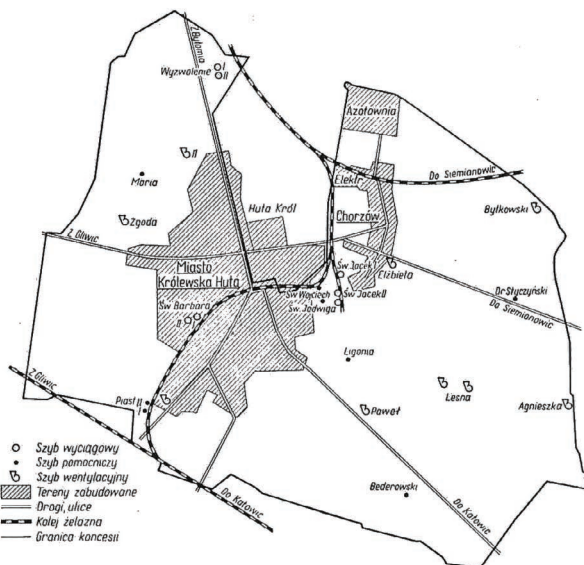 Z Bytomia
Wyzwolenie
I
II
Azotownia
Do Siemianowic
II
Maria
Elektr.
Huta Król
Chorzów
Bytkowski
Zgoda
Z Gliwic
Miasto
Królewska Huta
Św. Jacek
Elżbieta
Św Wojciech
Św. Jacek II
Św. Jadwiga
Dr Styczyński
Do Siemianowic
Św Barbara
II
I
Ligonia
Z Gliwic
Piast II
I
Paweł
Leśna
Agnieszka
Bederowski
Do Katowic
Do Katowic
Szyb wyciągowy
Szyb pomocniczy
Szyb wentylacyjny
Tereny zabudowane
Drogi, ulice
Kolej żelazna
Granica koncesji